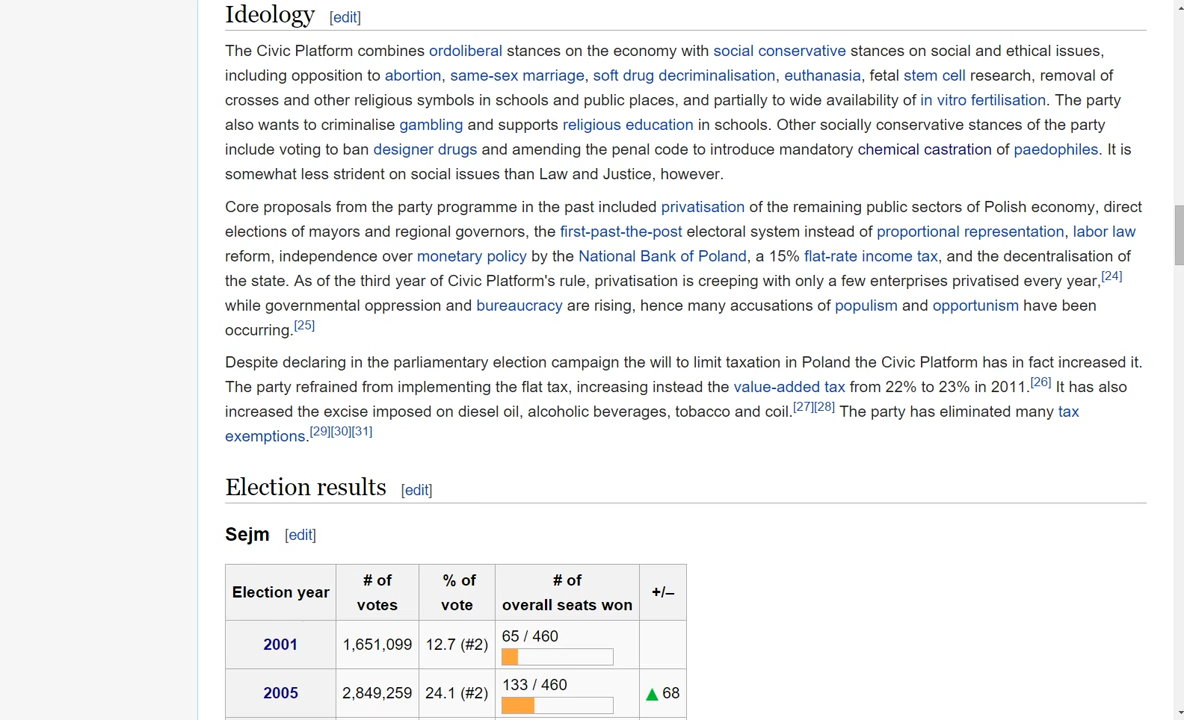 Ideology [edit]
The Civic Platform combines ordoliberal stances on the economy with social conservative stances on social and ethical issues,
including opposition to abortion, same-sex marriage, soft drug decriminalisation, euthanasia, fetal stem cell research, removal of
crosses and other religious symbols in schools and public places, and partially to wide availability of in vitro fertilisation. The party
also wants to criminalise gambling and supports religious education in schools. Other socially conservative stances of the party
include voting to ban designer drugs and amending the penal code to introduce mandatory chemical castration of paedophiles. It is
somewhat less strident on social issues than Law and Justice, however.
Core proposals from the party programme in the past included privatisation of the remaining public sectors of Polish economy, direct
elections of mayors and regional governors, the first-past-the-post electoral system instead of proportional representation, labor law
reform, independence over monetary policy by the National Bank of Poland, a 15% flat-rate income tax, and the decentralisation of
the state. As of the third year of Civic Platform's rule, privatisation is creeping with only a few enterprises privatised every year,[24]
while governmental oppression and bureaucracy are rising, hence many accusations of populism and opportunism have been
occurring.[25]
Despite declaring in the parliamentary election campaign the will to limit taxation in Poland the Civic Platform has in fact increased it.
The party refrained from implementing the flat tax, increasing instead the value-added tax from 22% to 23% in 2011.[26] It has also
increased the excise imposed on diesel oil, alcoholic beverages, tobacco and coil.[27][28] The party has eliminated many tax
exemptions.[29][30][31]
Election results [edit]
Sejm [edit]
Election year # of votes % of vote # of overall seats won +/–
2001 1,651,099 12.7 (#2) 65 / 460
2005 2,849,259 24.1 (#2) 133 / 460 ▲ 68